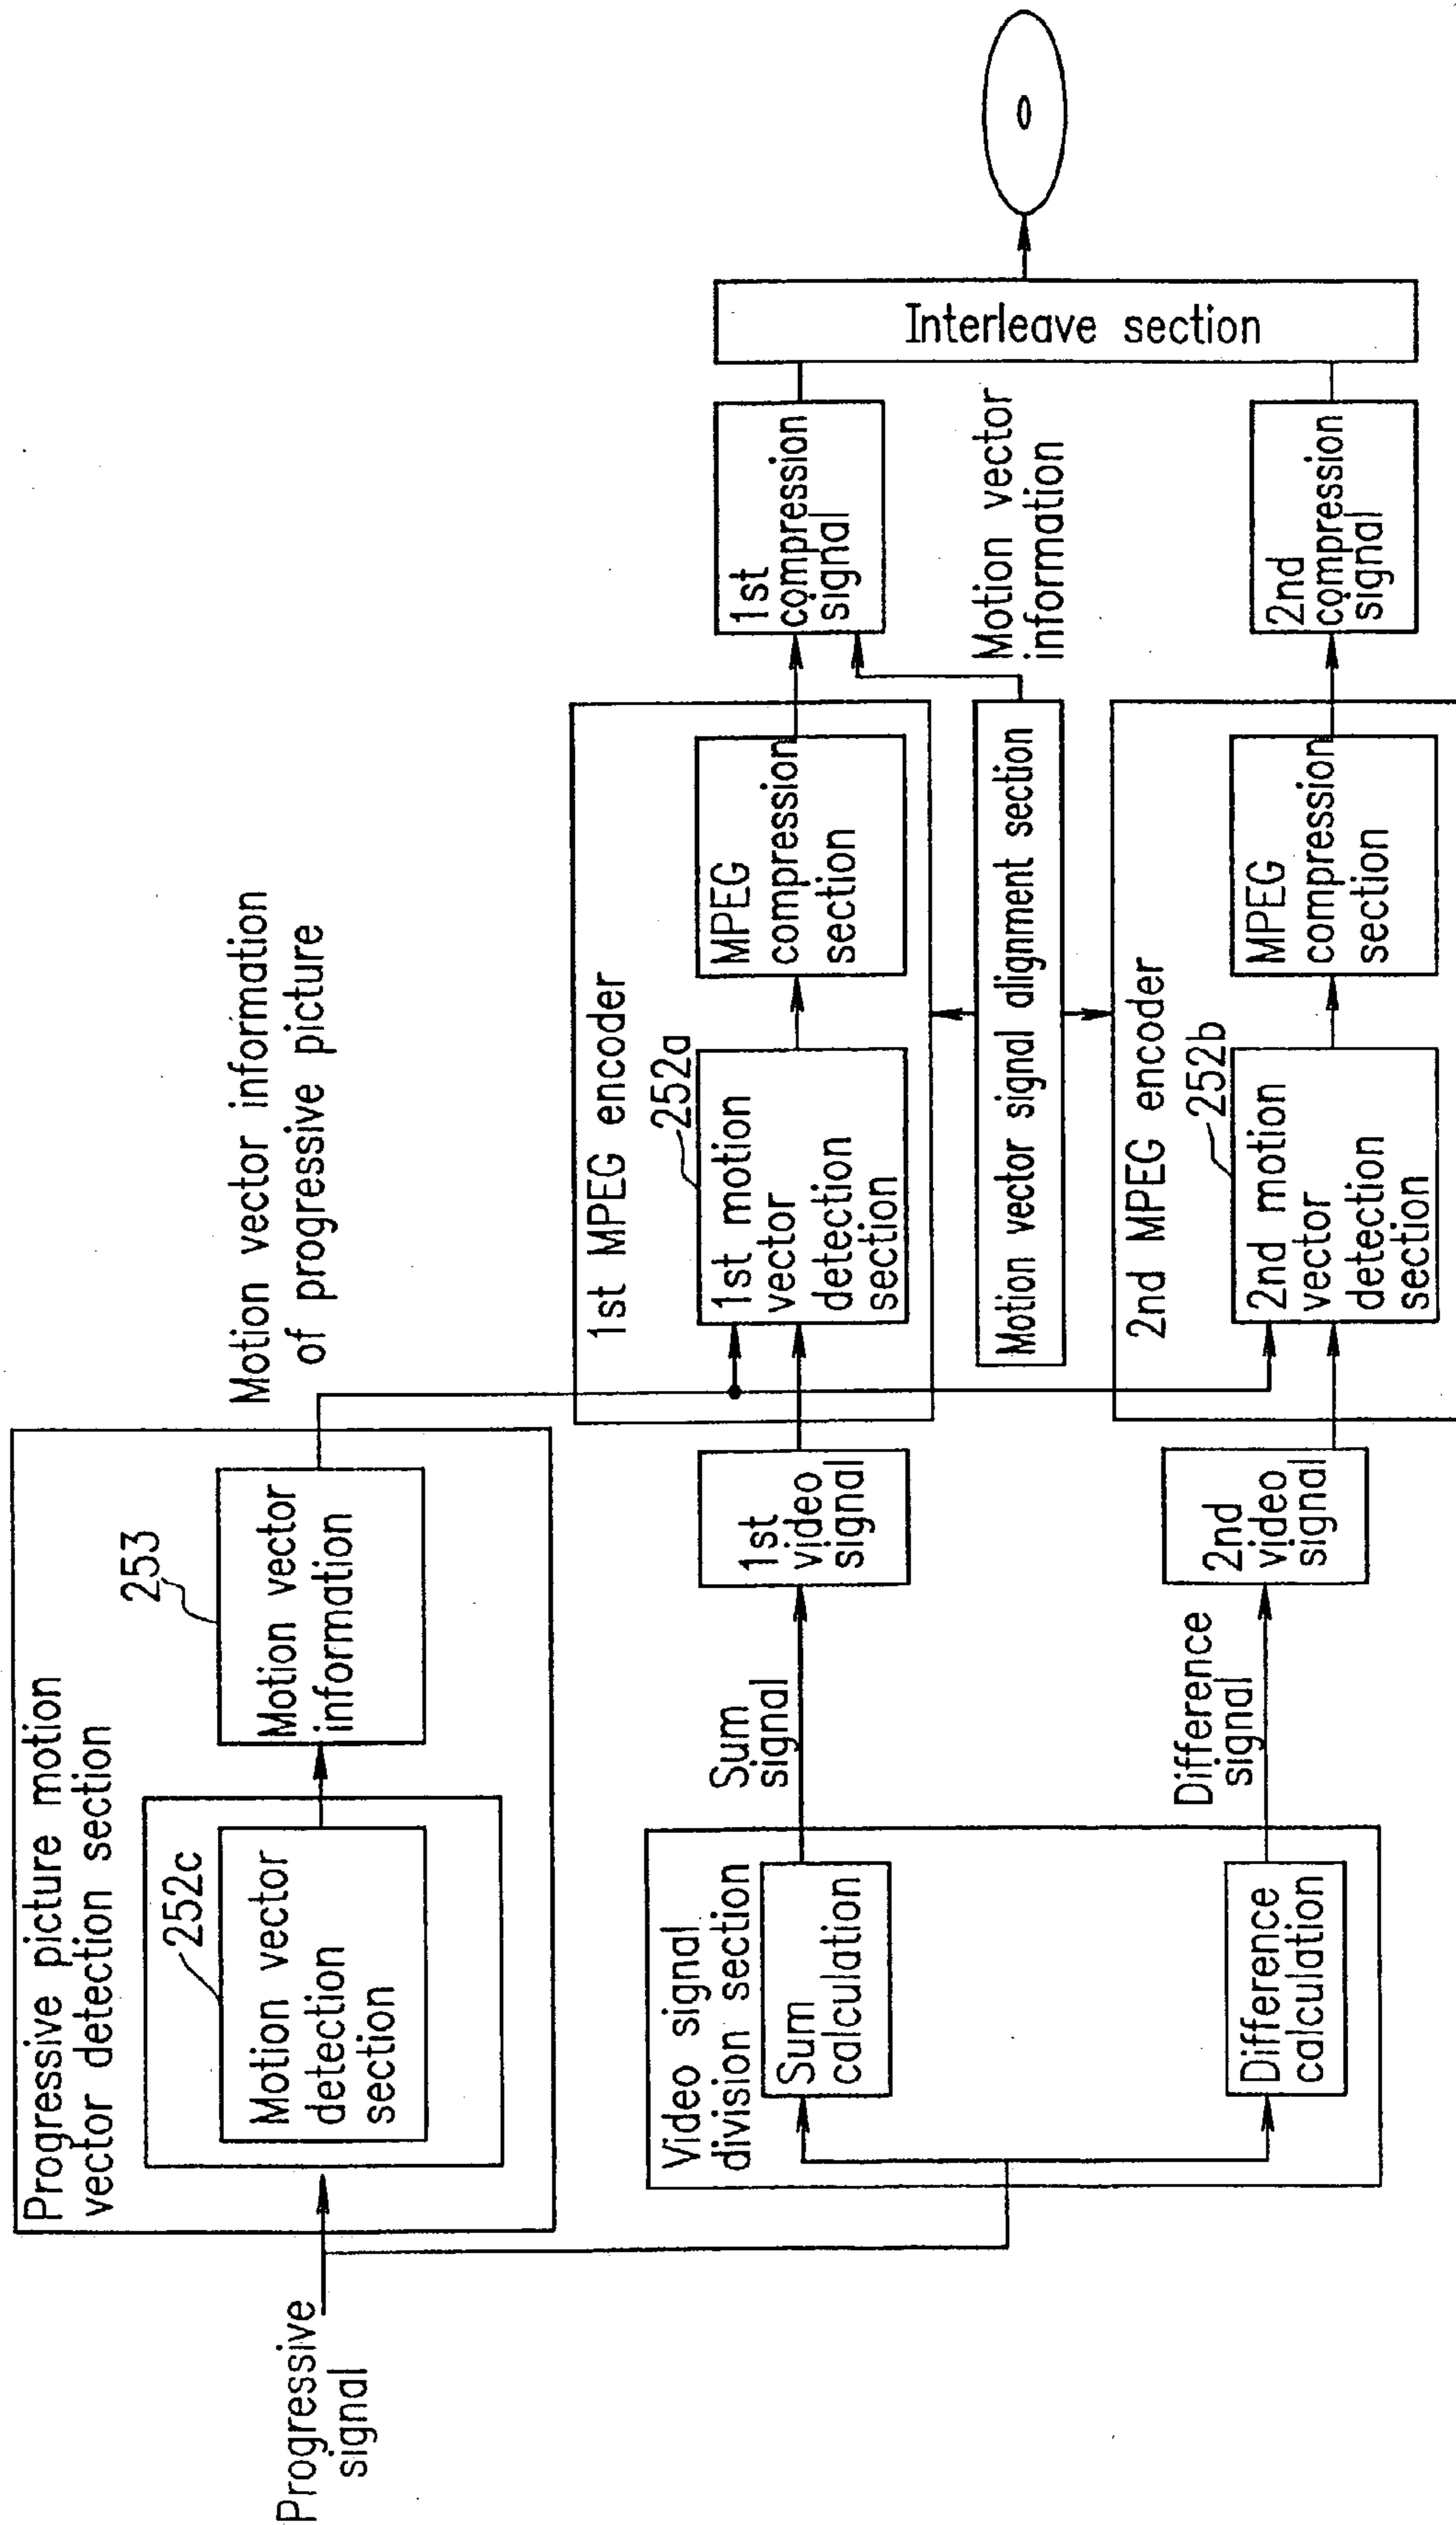 Progressive
signal
Progressive picture motion
vector detection section
252c
Motion vector
detection
section
253
Motion vector
information
Motion vector information
of progressive picture
Video signal
division section
Sum
calculation
Difference
calculation
Sum
signal
Difference
signal
1st
video
signal
2nd
video
signal
1st MPEG encoder
252a
1st motion
vector
detection
section
MPEG
compression
section
Motion vector signal alignment section
2nd MPEG encoder
252b
2nd motion
vector
detection
section
MPEG
compression
section
1st
compression
signal
Motion vector
information
2nd
compression
signal
Interleave section